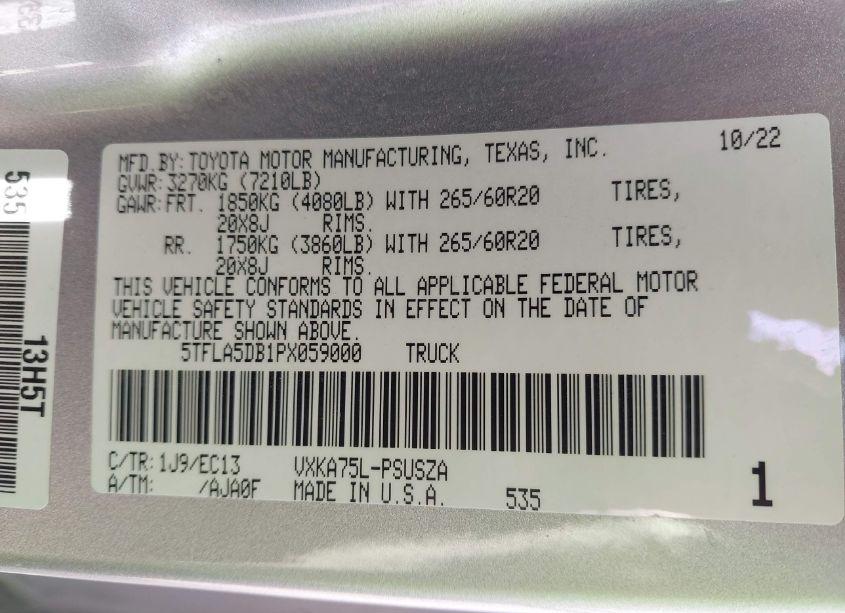 MFD.BY: TOYOTA MOTOR MANUFACTURING, TEXAS, INC. 10/22
GVWR: 3270KG (7210LB)
GAWR: FRT. 1850KG (4080LB) WITH 265/60R20 TIRES,
20X8J RIMS.
RR. 1750KG (3860LB) WITH 265/60R20 TIRES,
20X8J RIMS.
THIS VEHICLE CONFORMS TO ALL APPLICABLE FEDERAL MOTOR
VEHICLE SAFETY STANDARDS IN EFFECT ON THE DATE OF
MANUFACTURE SHOWN ABOVE.
5TFLA5DB1PX059000 TRUCK
C/TR: 1J9/EC13 VXKA75L-PSUSZA
A/TM: /AJA0F MADE IN U.S.A. 535
1
535
13H5T